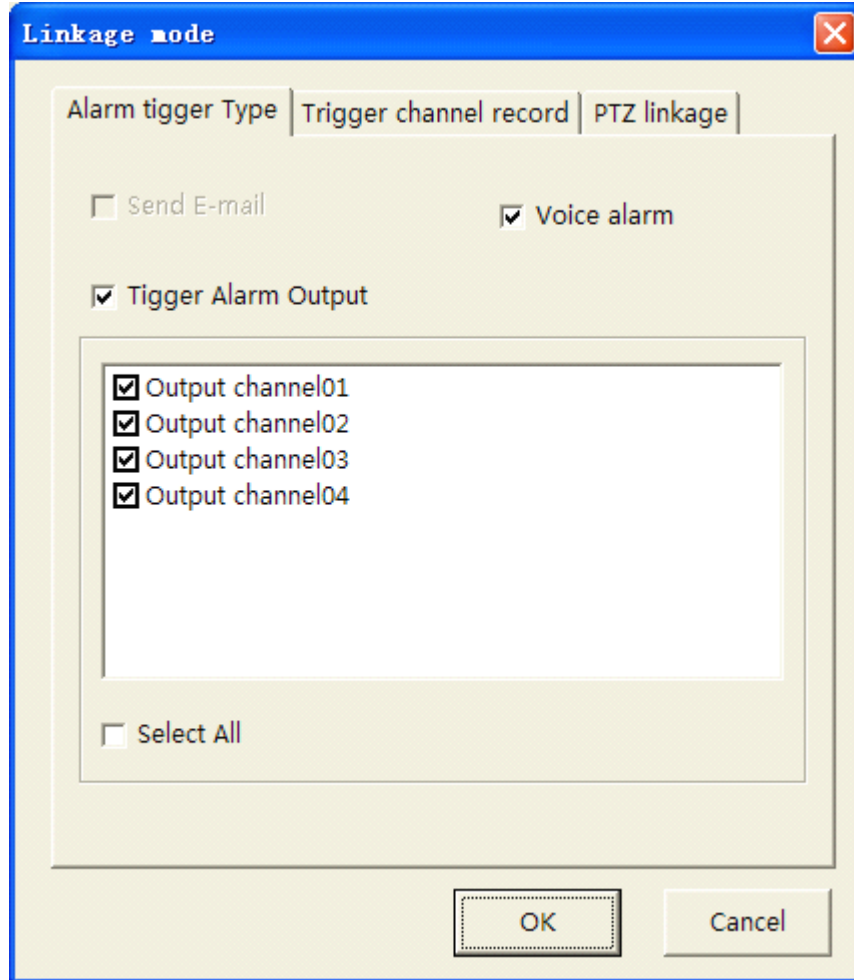 Linkage mode
Alarm tigger Type Trigger channel record PTZ linkage
Send E-mail Voice alarm
Tigger Alarm Output
Output channel01
Output channel02
Output channel03
Output channel04
Select All
OK Cancel